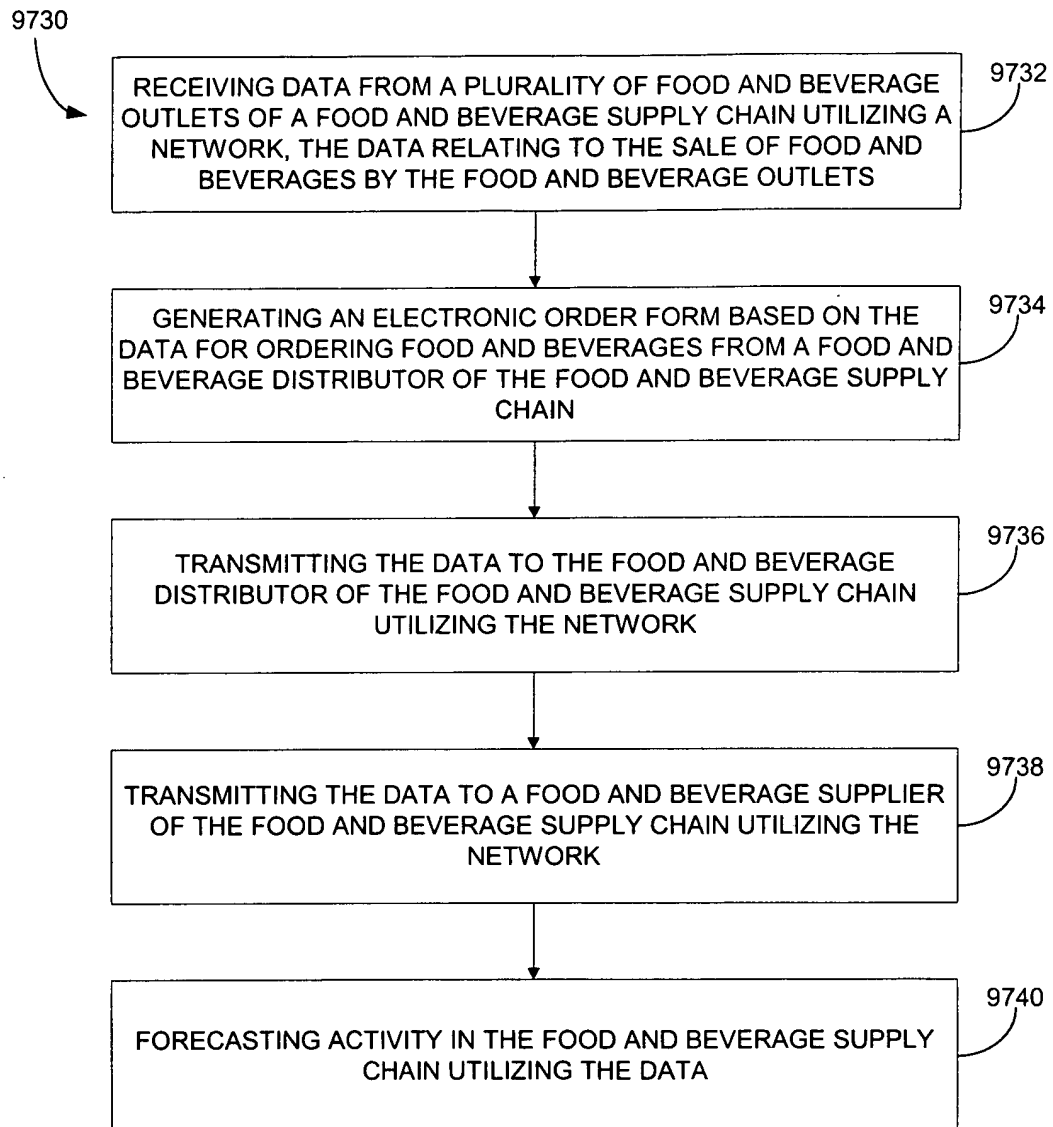 9730
9732
RECEIVING DATA FROM A PLURALITY OF FOOD AND BEVERAGE
OUTLETS OF A FOOD AND BEVERAGE SUPPLY CHAIN UTILIZING A
NETWORK, THE DATA RELATING TO THE SALE OF FOOD AND
BEVERAGES BY THE FOOD AND BEVERAGE OUTLETS
9734
GENERATING AN ELECTRONIC ORDER FORM BASED ON THE
DATA FOR ORDERING FOOD AND BEVERAGES FROM A FOOD AND
BEVERAGE DISTRIBUTOR OF THE FOOD AND BEVERAGE SUPPLY
CHAIN
9736
TRANSMITTING THE DATA TO THE FOOD AND BEVERAGE
DISTRIBUTOR OF THE FOOD AND BEVERAGE SUPPLY CHAIN
UTILIZING THE NETWORK
9738
TRANSMITTING THE DATA TO A FOOD AND BEVERAGE SUPPLIER
OF THE FOOD AND BEVERAGE SUPPLY CHAIN UTILIZING THE
NETWORK
9740
FORECASTING ACTIVITY IN THE FOOD AND BEVERAGE SUPPLY
CHAIN UTILIZING THE DATA